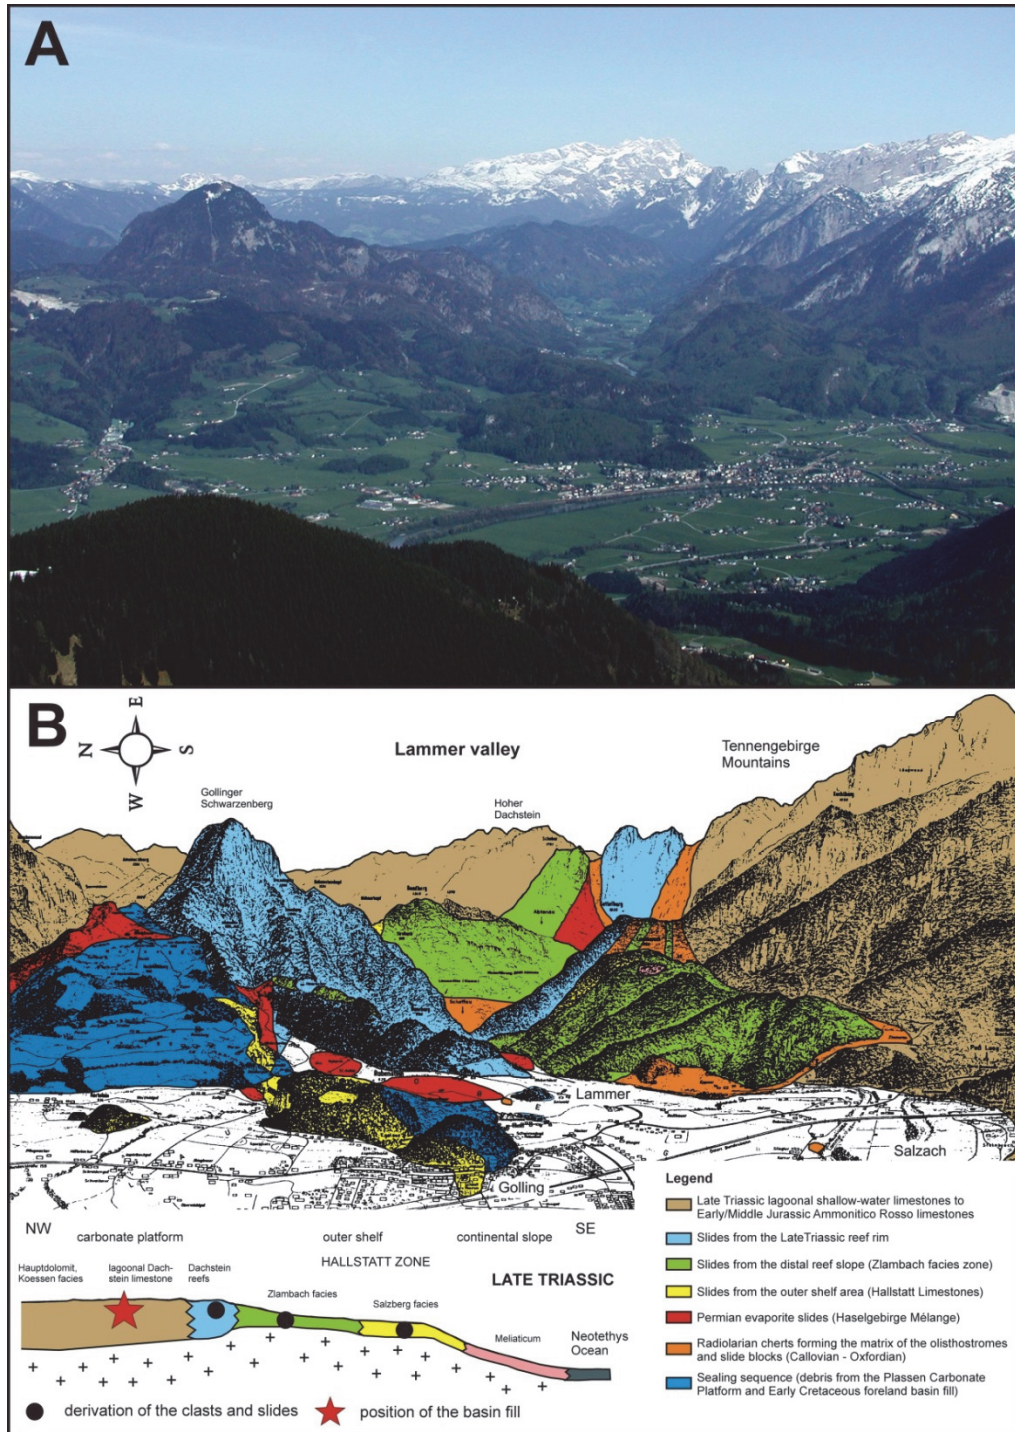 A
B
E
N
S
W
Lammer valley
Tennengebirge
Mountains
Gollinger
Schwarzenberg
Hoher
Dachstein
Lammer
Salzach
Golling
Legend
Late Triassic lagoonal shallow-water limestones to
Early/Middle Jurassic Ammonitico Rosso limestones
Slides from the LateTriassic reef rim
Slides from the distal reef slope (Zlambach facies zone)
Slides from the outer shelf area (Hallstatt Limestones)
Permian evaporite slides (Haselgebirge Mélange)
Radiolarian cherts forming the matrix of the olisthostromes
and slide blocks (Callovian - Oxfordian)
Sealing sequence (debris from the Plassen Carbonate
Platform and Early Cretaceous foreland basin fill)
NW
SE
carbonate platform
outer shelf
continental slope
HALLSTATT ZONE
LATE TRIASSIC
Hauptdolomit,
Koessen facies
lagoonal Dach-
stein limestone
Dachstein
reefs
Zlambach facies
Salzberg facies
Meliaticum
Neotethys
Ocean
derivation of the clasts and slides
position of the basin fill